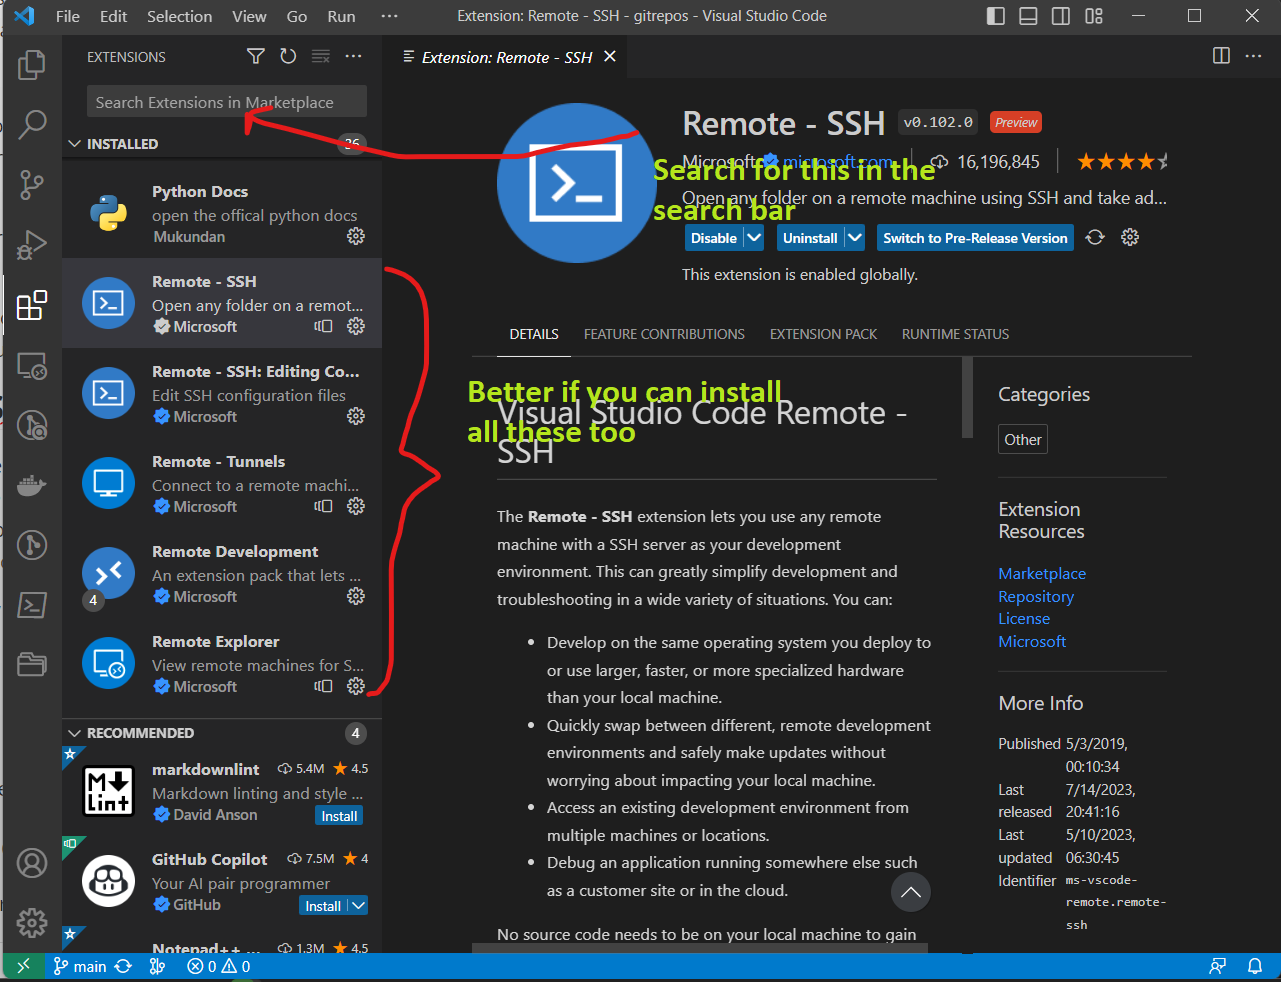 File Edit Selection View Go Run ··· Extension: Remote - SSH - gitrepos - Visual Studio Code
EXTENSIONS
Search Extensions in Marketplace
INSTALLED 26
Python Docs
open the offical python docs
Mukundan
Remote - SSH
Open any folder on a remot...
Microsoft
Remote - SSH: Editing Co...
Edit SSH configuration files
Microsoft
Remote - Tunnels
Connect to a remote machi...
Microsoft
Remote Development
An extension pack that lets ...
4 Microsoft
Remote Explorer
View remote machines for S...
Microsoft
RECOMMENDED 4
markdownlint 5.4M 4.5
Markdown linting and style ...
David Anson Install
M Lint
GitHub Copilot 7.5M 4
Your AI pair programmer
GitHub Install
Notepad++ ... 1.3M 4.5
Extension: Remote - SSH
Remote - SSH v0.102.0 Preview
Microsoft microsoft.com 16,196,845
Search for this in the
search bar
Open any folder on a remote machine using SSH and take ad...
Disable Uninstall Switch to Pre-Release Version
This extension is enabled globally.
DETAILS FEATURE CONTRIBUTIONS EXTENSION PACK RUNTIME STATUS
Better if you can install
all these too
Visual Studio Code Remote -
SSH
The Remote - SSH extension lets you use any remote
machine with a SSH server as your development
environment. This can greatly simplify development and
troubleshooting in a wide variety of situations. You can:
• Develop on the same operating system you deploy to
or use larger, faster, or more specialized hardware
than your local machine.
• Quickly swap between different, remote development
environments and safely make updates without
worrying about impacting your local machine.
• Access an existing development environment from
multiple machines or locations.
• Debug an application running somewhere else such
as a customer site or in the cloud.
No source code needs to be on your local machine to gain
Categories
Other
Extension
Resources
Marketplace
Repository
License
Microsoft
More Info
Published 5/3/2019,
00:10:34
Last 7/14/2023,
released 20:41:16
Last 5/10/2023,
updated 06:30:45
Identifier ms-vscode-
remote.remote-
ssh
main 0 0